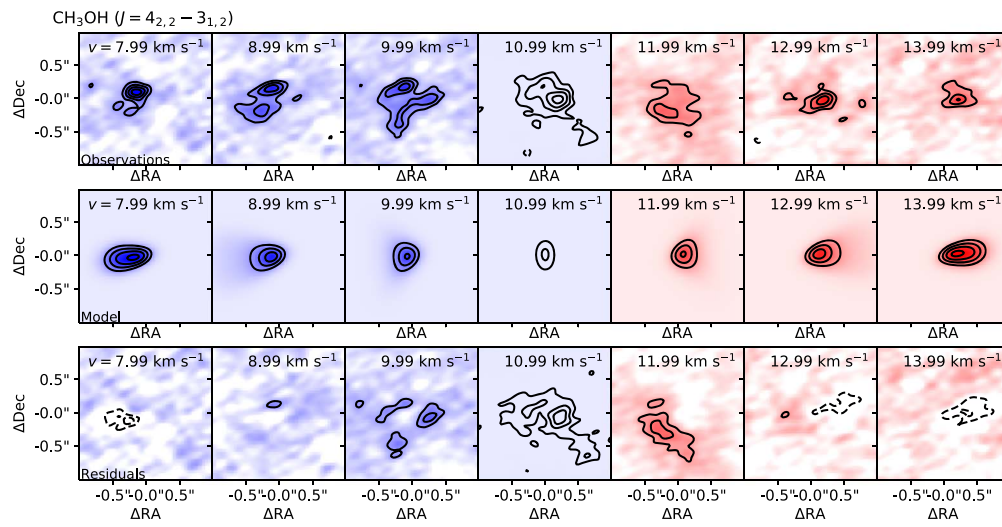 CH₃OH (J = 4₂,₂ − 3₁,₂)
v = 7.99 km s⁻¹ 8.99 km s⁻¹ 9.99 km s⁻¹ 10.99 km s⁻¹ 11.99 km s⁻¹ 12.99 km s⁻¹ 13.99 km s⁻¹
0.5"
-0.0"
-0.5"
ΔDec
Observations
ΔRA ΔRA ΔRA ΔRA ΔRA ΔRA ΔRA
v = 7.99 km s⁻¹ 8.99 km s⁻¹ 9.99 km s⁻¹ 10.99 km s⁻¹ 11.99 km s⁻¹ 12.99 km s⁻¹ 13.99 km s⁻¹
0.5"
-0.0"
-0.5"
ΔDec
Model
ΔRA ΔRA ΔRA ΔRA ΔRA ΔRA ΔRA
v = 7.99 km s⁻¹ 8.99 km s⁻¹ 9.99 km s⁻¹ 10.99 km s⁻¹ 11.99 km s⁻¹ 12.99 km s⁻¹ 13.99 km s⁻¹
0.5"
-0.0"
-0.5"
ΔDec
Residuals
-0.5"0.0"0.5" -0.5"0.0"0.5" -0.5"0.0"0.5" -0.5"0.0"0.5" -0.5"0.0"0.5" -0.5"0.0"0.5" -0.5"0.0"0.5"
ΔRA ΔRA ΔRA ΔRA ΔRA ΔRA ΔRA